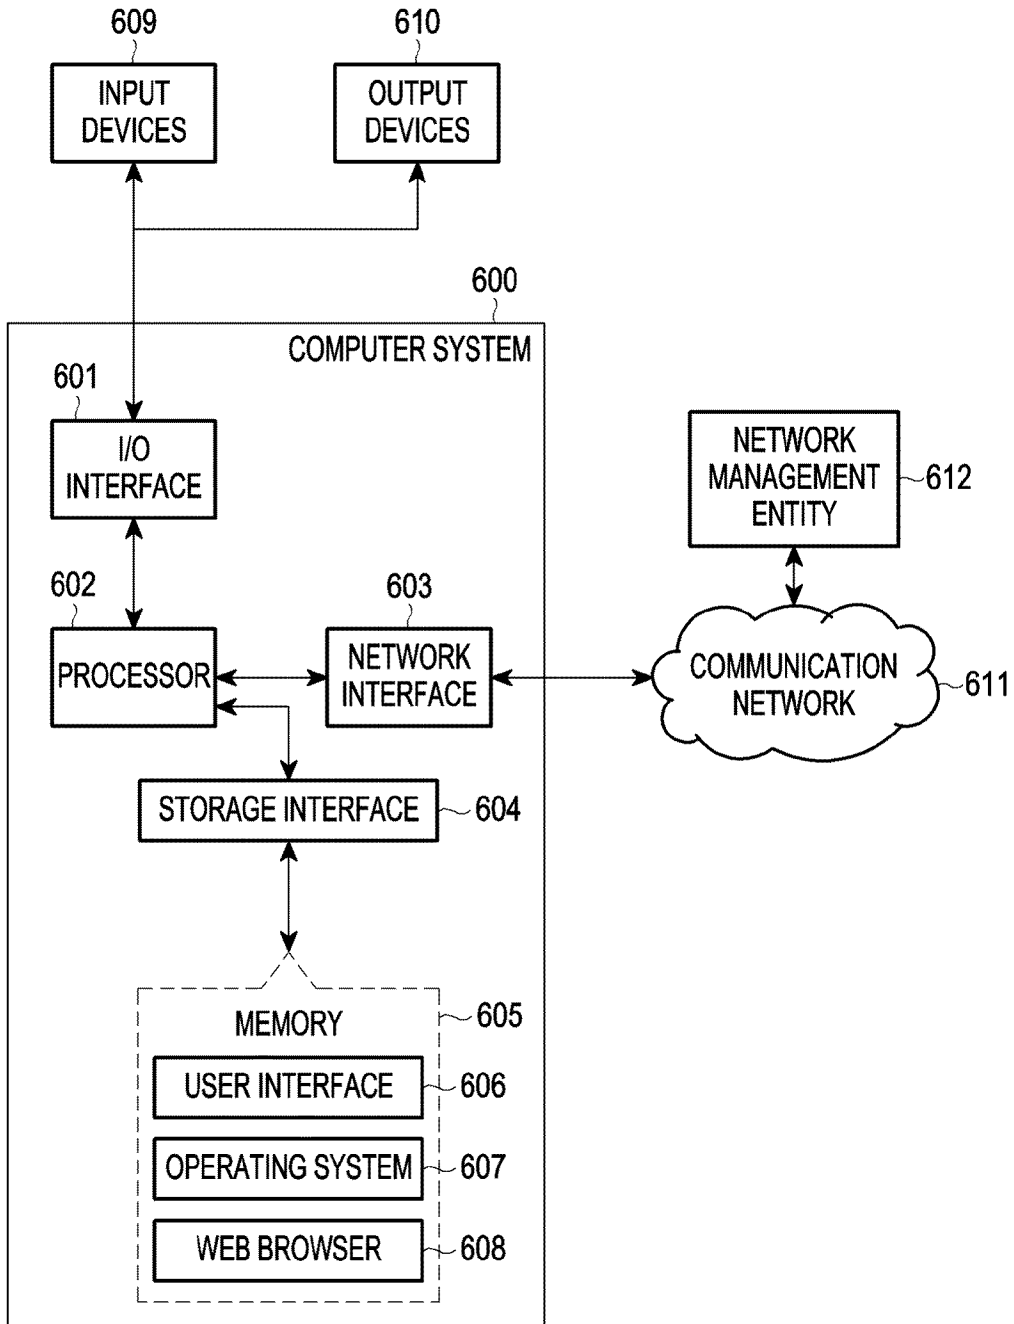 609
610
INPUT
DEVICES
OUTPUT
DEVICES
600
COMPUTER SYSTEM
601
I/O
INTERFACE
NETWORK
MANAGEMENT
ENTITY
612
602
603
PROCESSOR
NETWORK
INTERFACE
COMMUNICATION
NETWORK
611
STORAGE INTERFACE
604
MEMORY
605
USER INTERFACE
606
OPERATING SYSTEM
607
WEB BROWSER
608